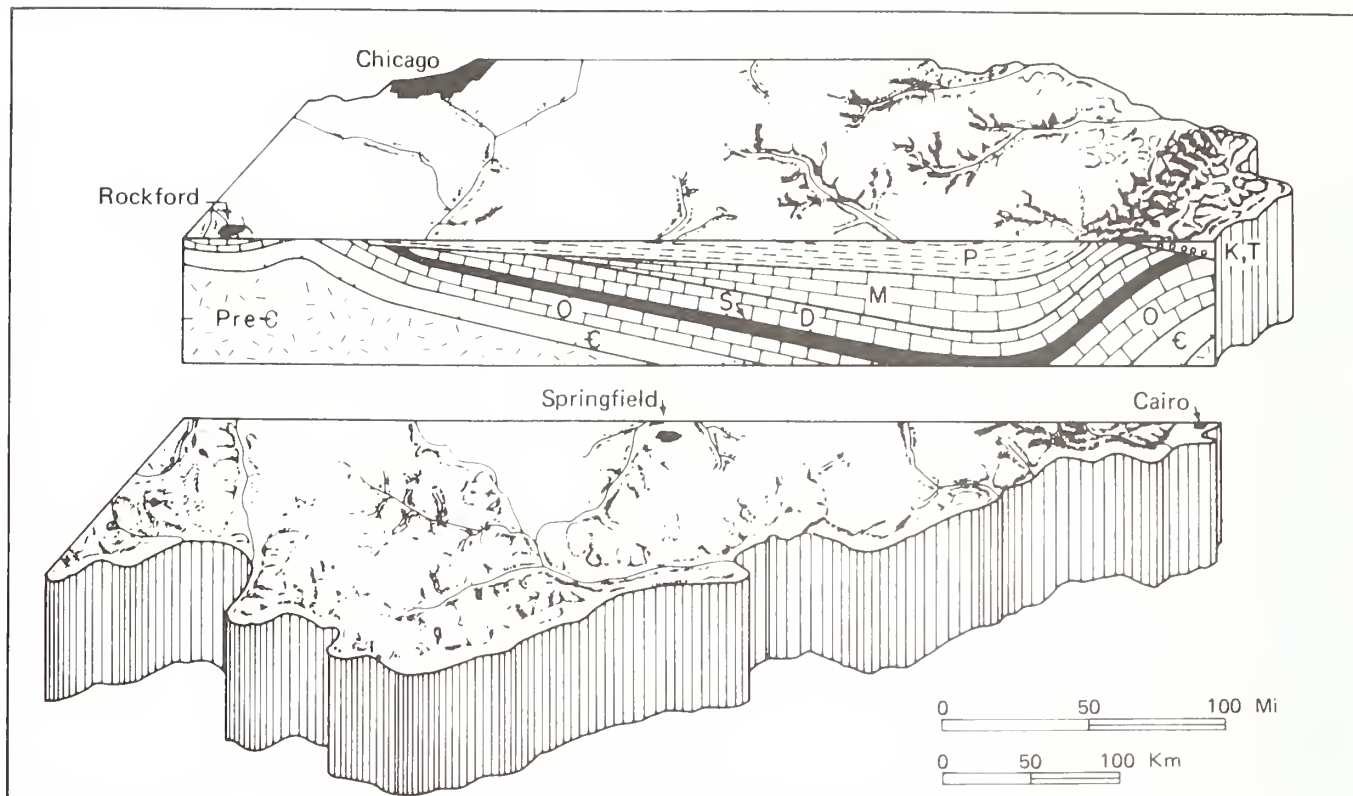 Chicago
Rockford
P
K,T
M
S
O
D
O
Pre-Ꞓ
Ꞓ
Ꞓ
Springfield
Cairo
0 50 100 Mi
0 50 100 Km